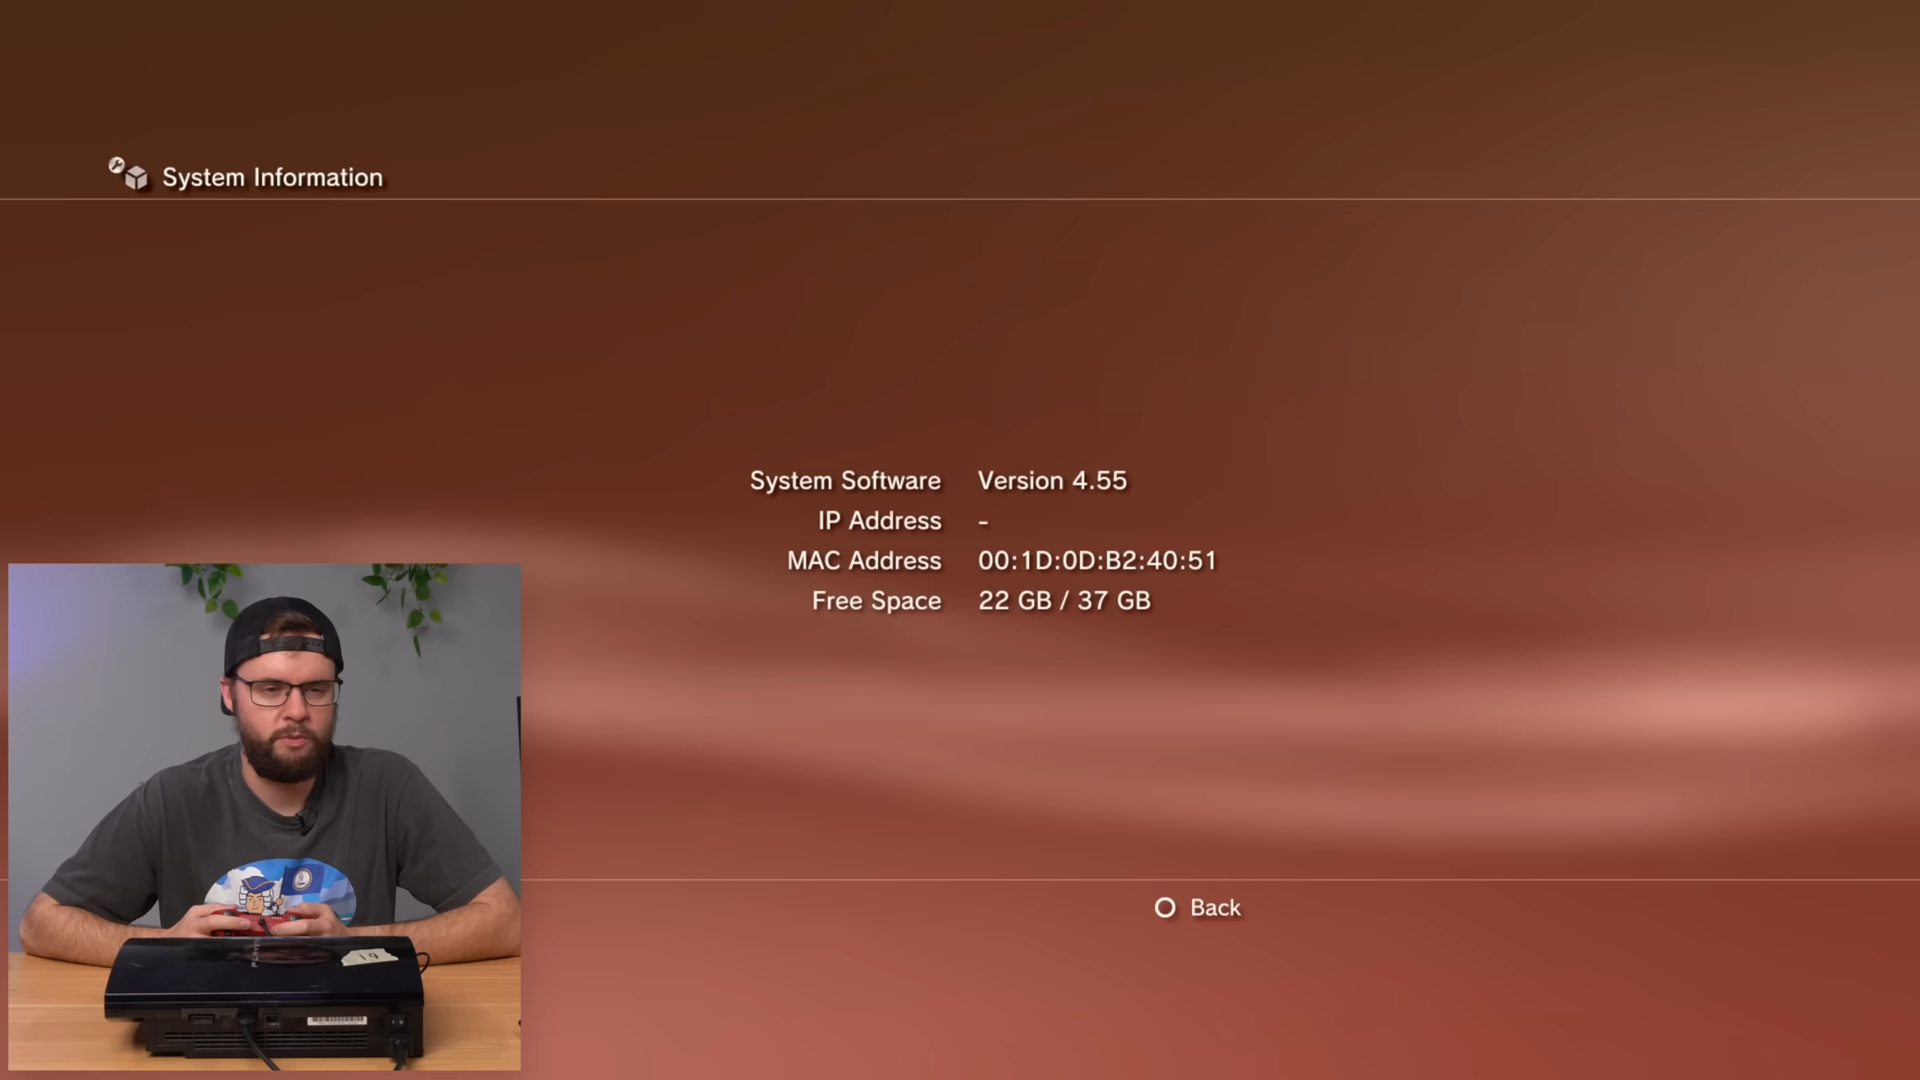 System Information
System Software Version 4.55
IP Address -
MAC Address 00:1D:0D:B2:40:51
Free Space 22 GB / 37 GB
Back
19